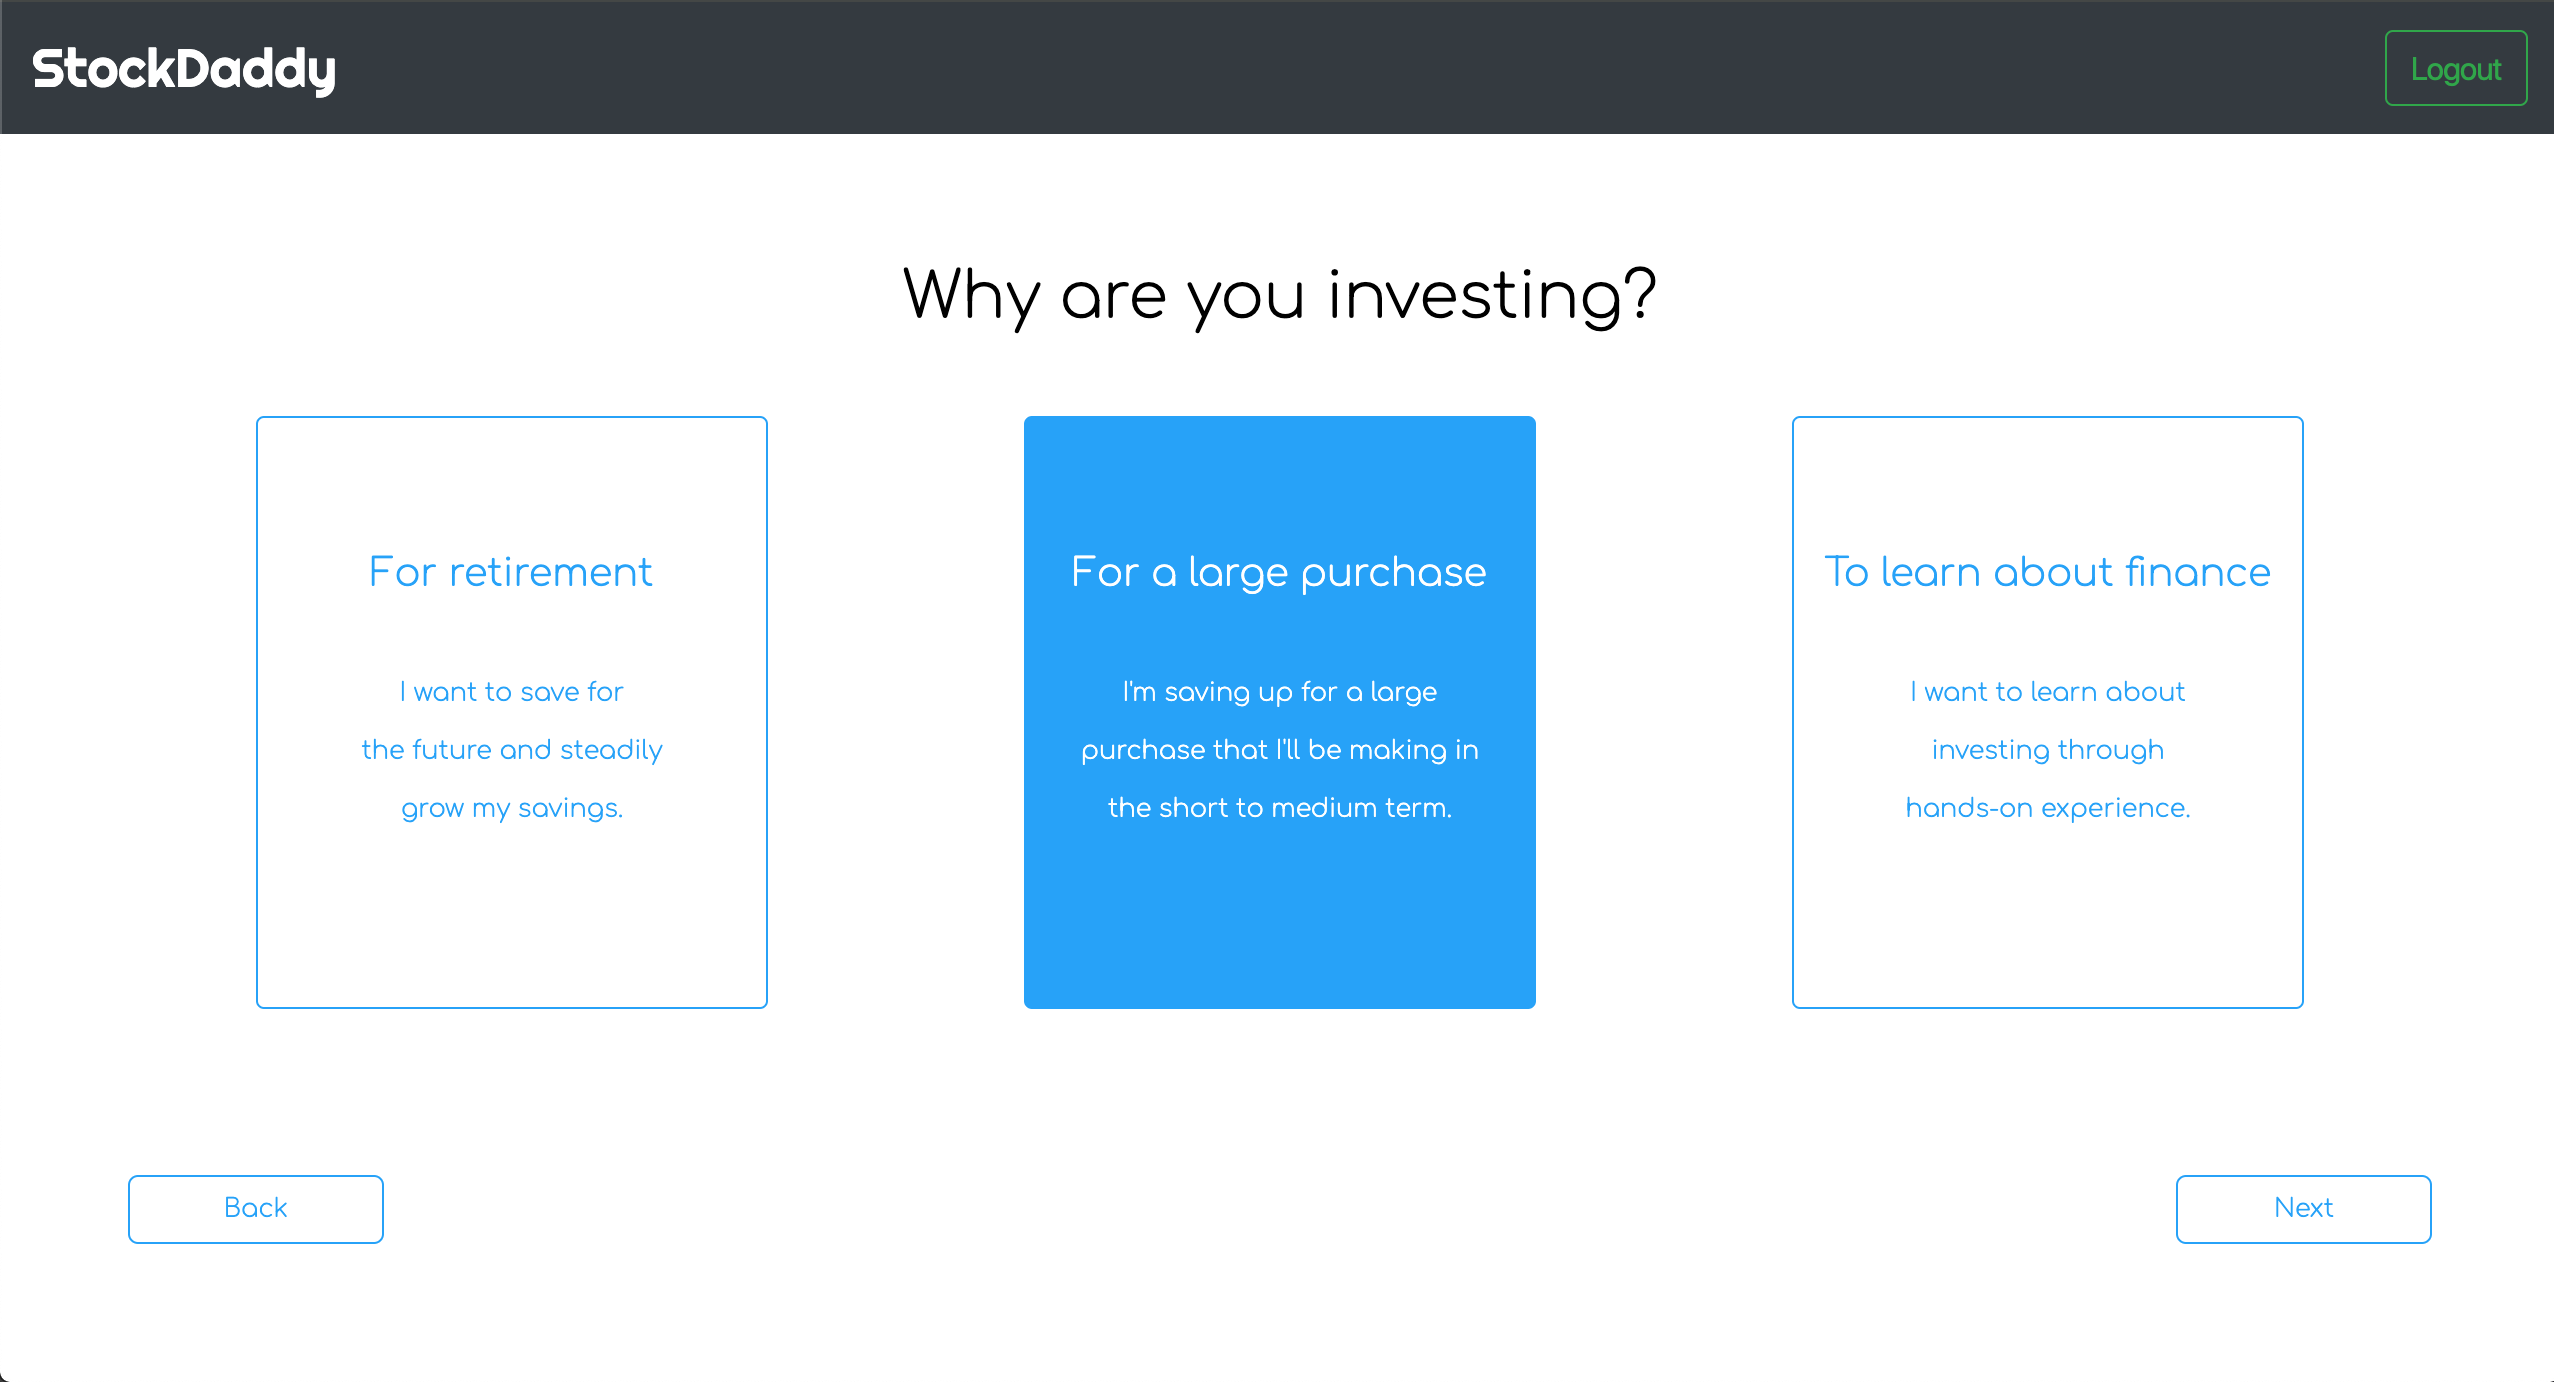 StockDaddy
Logout
Why are you investing?
For retirement
I want to save for
the future and steadily
grow my savings.
For a large purchase
I'm saving up for a large
purchase that I'll be making in
the short to medium term.
To learn about finance
I want to learn about
investing through
hands-on experience.
Back
Next